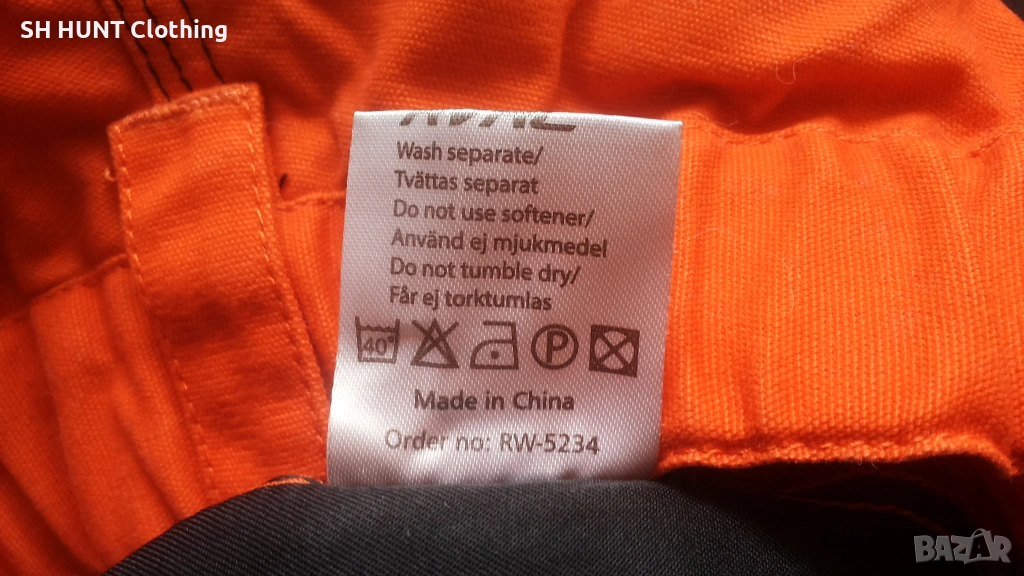 SH HUNT Clothing
Wash separate/
Tvättas separat
Do not use softener/
Använd ej mjukmedel
Do not tumble dry/
Får ej torktumlas
40°
P
Made in China
Order no: RW-5234
BAZAR